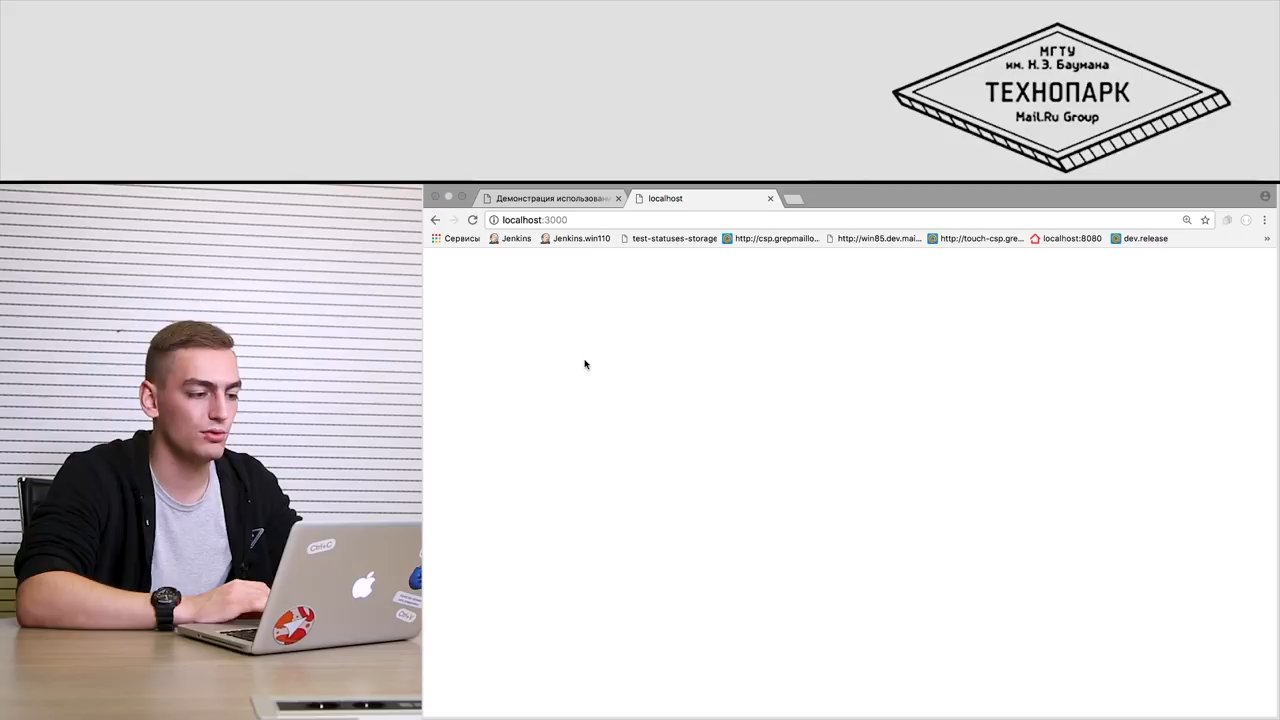 МГТУ
им. Н.Э. Баумана
ТЕХНОПАРК
Mail.Ru Group
Демонстрация использован
localhost
localhost:3000
Сервисы
Jenkins
Jenkins.win110
test-statuses-storage
http://csp.grepmaillo...
http://win85.dev.mai...
http://touch-csp.gre...
localhost:8080
dev.release
Ctrl+C
Ctrl+V